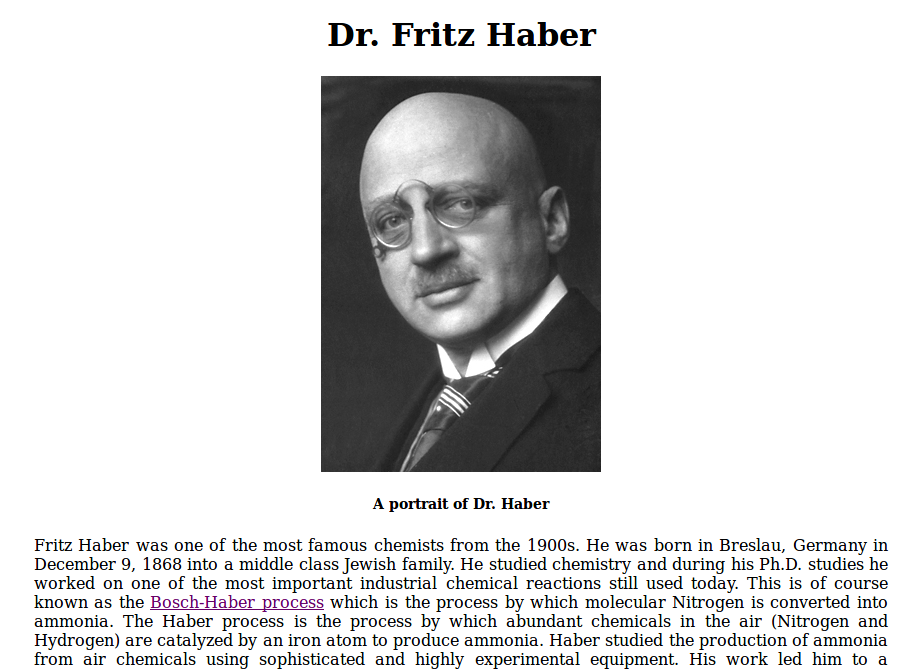 Dr. Fritz Haber
A portrait of Dr. Haber
Fritz Haber was one of the most famous chemists from the 1900s. He was born in Breslau, Germany in
December 9, 1868 into a middle class Jewish family. He studied chemistry and during his Ph.D. studies he
worked on one of the most important industrial chemical reactions still used today. This is of course
known as the Bosch-Haber process which is the process by which molecular Nitrogen is converted into
ammonia. The Haber process is the process by which abundant chemicals in the air (Nitrogen and
Hydrogen) are catalyzed by an iron atom to produce ammonia. Haber studied the production of ammonia
from air chemicals using sophisticated and highly experimental equipment. His work led him to a